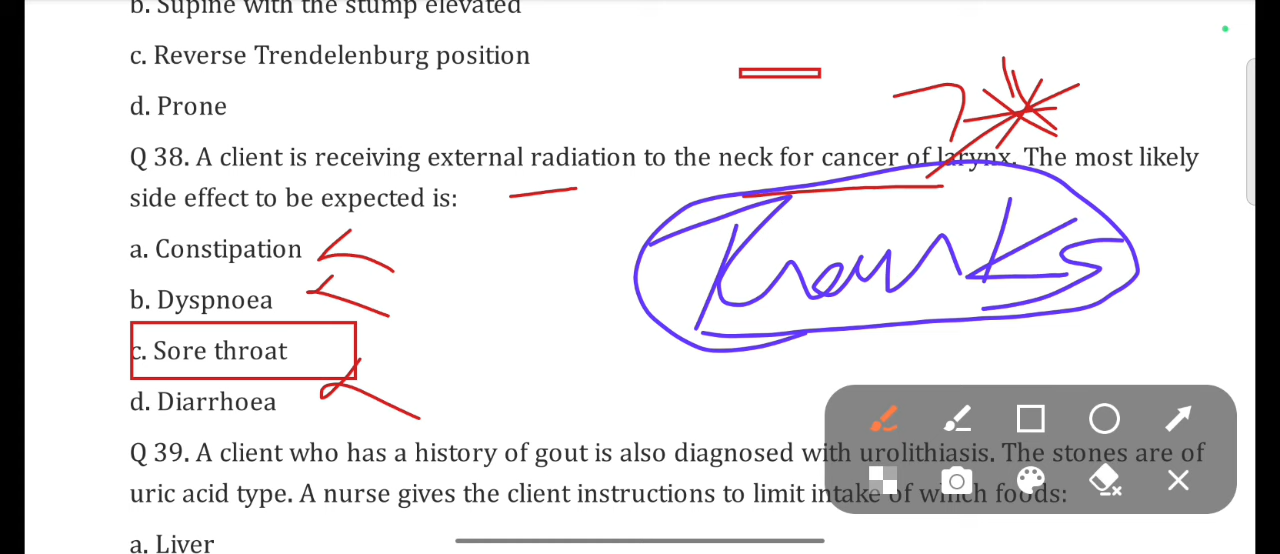 b. Supine with the stump elevated
c. Reverse Trendelenburg position
d. Prone
Q 38. A client is receiving external radiation to the neck for cancer of larynx. The most likely
side effect to be expected is:
a. Constipation
b. Dyspnoea
c. Sore throat
d. Diarrhoea
Thanks
Q 39. A client who has a history of gout is also diagnosed with urolithiasis. The stones are of
uric acid type. A nurse gives the client instructions to limit intake of which foods:
a. Liver